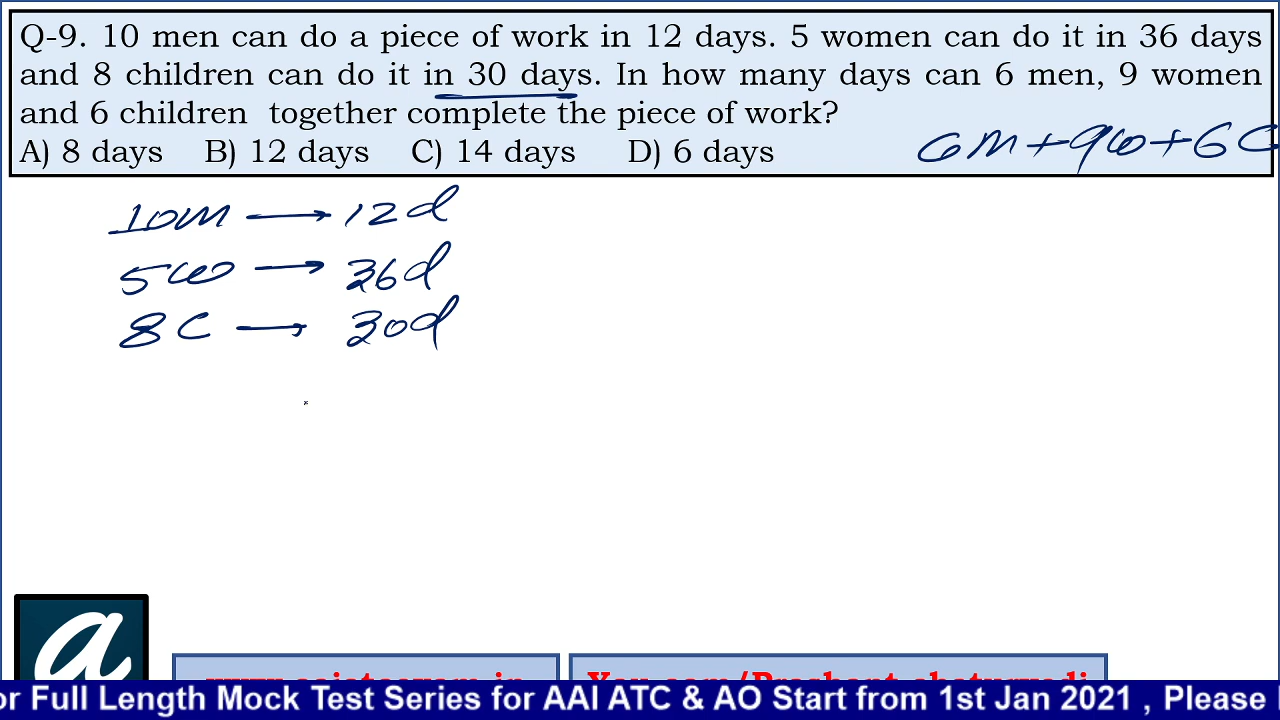 Q-9. 10 men can do a piece of work in 12 days. 5 women can do it in 36 days
and 8 children can do it in 30 days. In how many days can 6 men, 9 women
and 6 children together complete the piece of work?
A) 8 days B) 12 days C) 14 days D) 6 days
6M+9W+6C
10M → 12d
5W → 36d
8C → 30d
a
or Full Length Mock Test Series for AAI ATC & AO Start from 1st Jan 2021 , Please